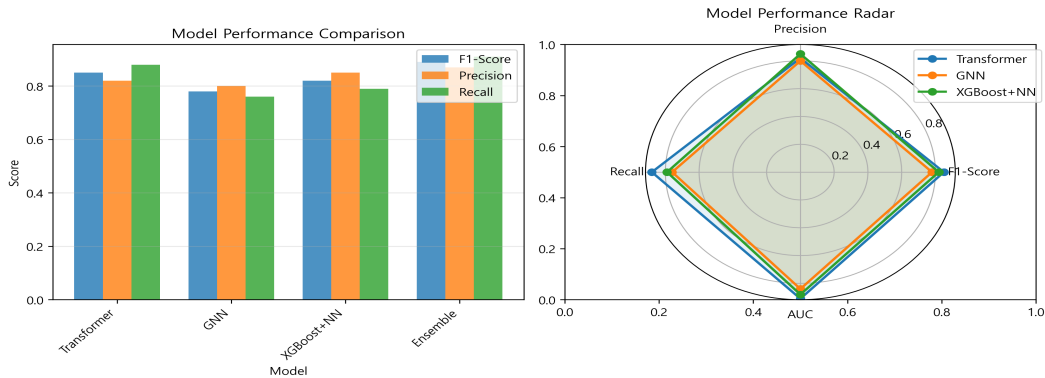 Model Performance Comparison
F1-Score
Precision
Recall
0.8
0.6
0.4
0.2
0.0
Score
Transformer
GNN
XGBoost+NN
Ensemble
Model
Model Performance Radar
Precision
Transformer
GNN
XGBoost+NN
1.0
0.8
0.6
0.4
0.2
0.0
0.8
0.6
0.4
0.2
Recall
F1-Score
AUC
0.0
0.2
0.4
0.6
0.8
1.0